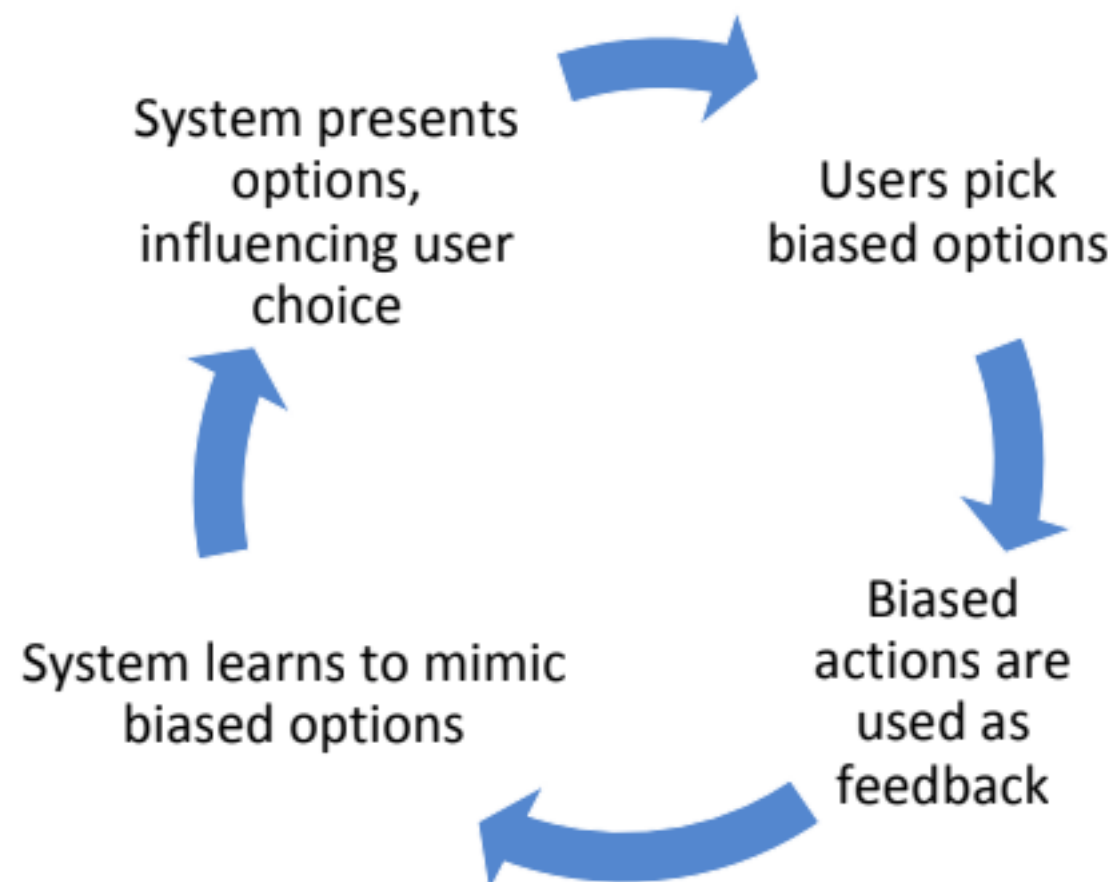 System presents
options,
influencing user
choice
Users pick
biased options
Biased
actions are
used as
feedback
System learns to mimic
biased options